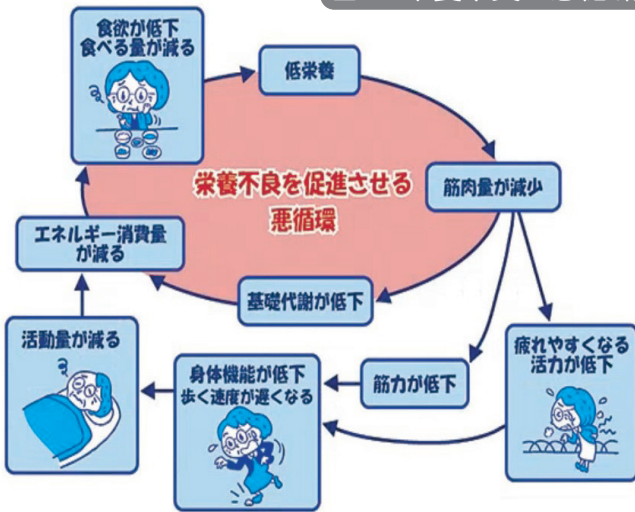 食欲が低下
食べる量が減る
低栄養
栄養不良を促進させる
悪循環
筋肉量が減少
エネルギー消費量
が減る
基礎代謝が低下
活動量が減る
身体機能が低下
歩く速度が遅くなる
筋力が低下
疲れやすくなる
活力が低下